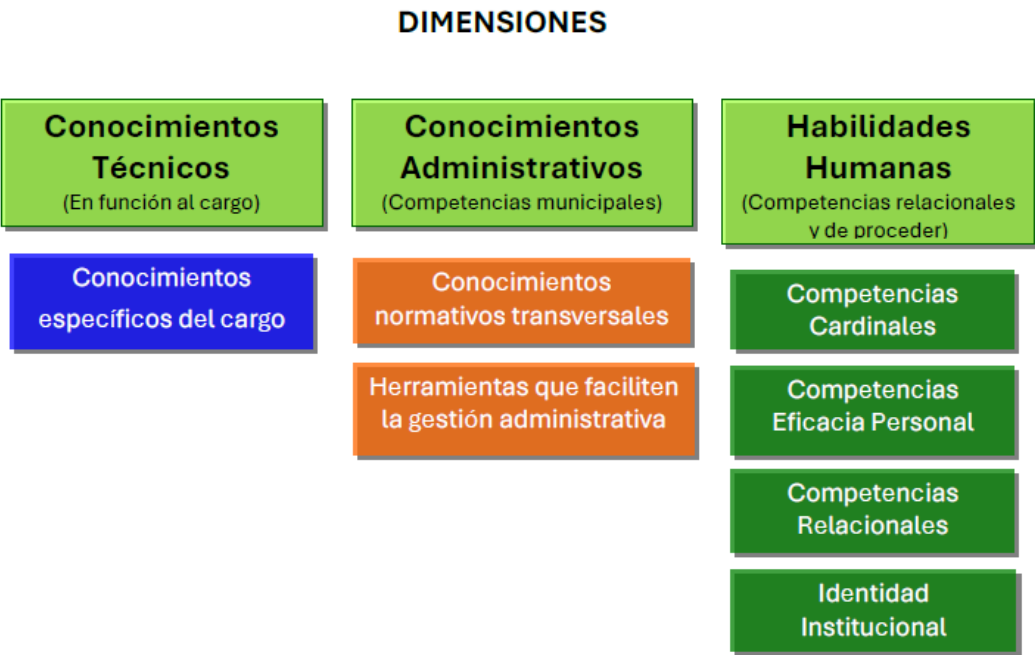 DIMENSIONES
Conocimientos
Técnicos
(En función al cargo)
Conocimientos
específicos del cargo
Conocimientos
Administrativos
(Competencias municipales)
Conocimientos
normativos transversales
Herramientas que faciliten
la gestión administrativa
Habilidades
Humanas
(Competencias relacionales
y de proceder)
Competencias
Cardinales
Competencias
Eficacia Personal
Competencias
Relacionales
Identidad
Institucional